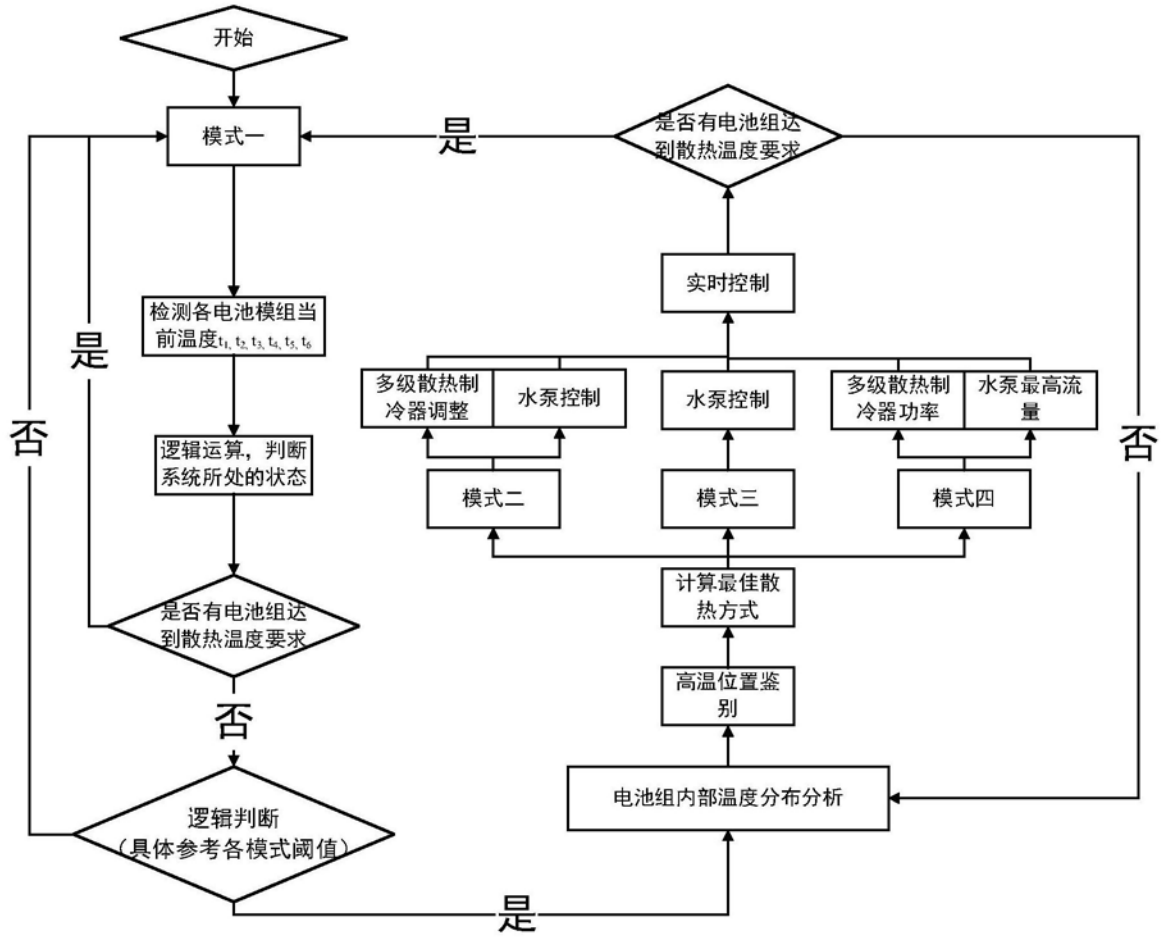 开始
模式一
是
是否有电池组达
到散热温度要求
实时控制
检测各电池模组当
前温度t₁, t₂, t₃, t₄, t₅, t₆
是
否
多级散热制
冷器调整
水泵控制
水泵控制
多级散热制
冷器功率
水泵最高流
量
否
逻辑运算，判断
系统所处的状态
模式二
模式三
模式四
计算最佳散
热方式
是否有电池组达
到散热温度要求
高温位置鉴
别
否
电池组内部温度分布分析
逻辑判断
（具体参考各模式阈值）
是